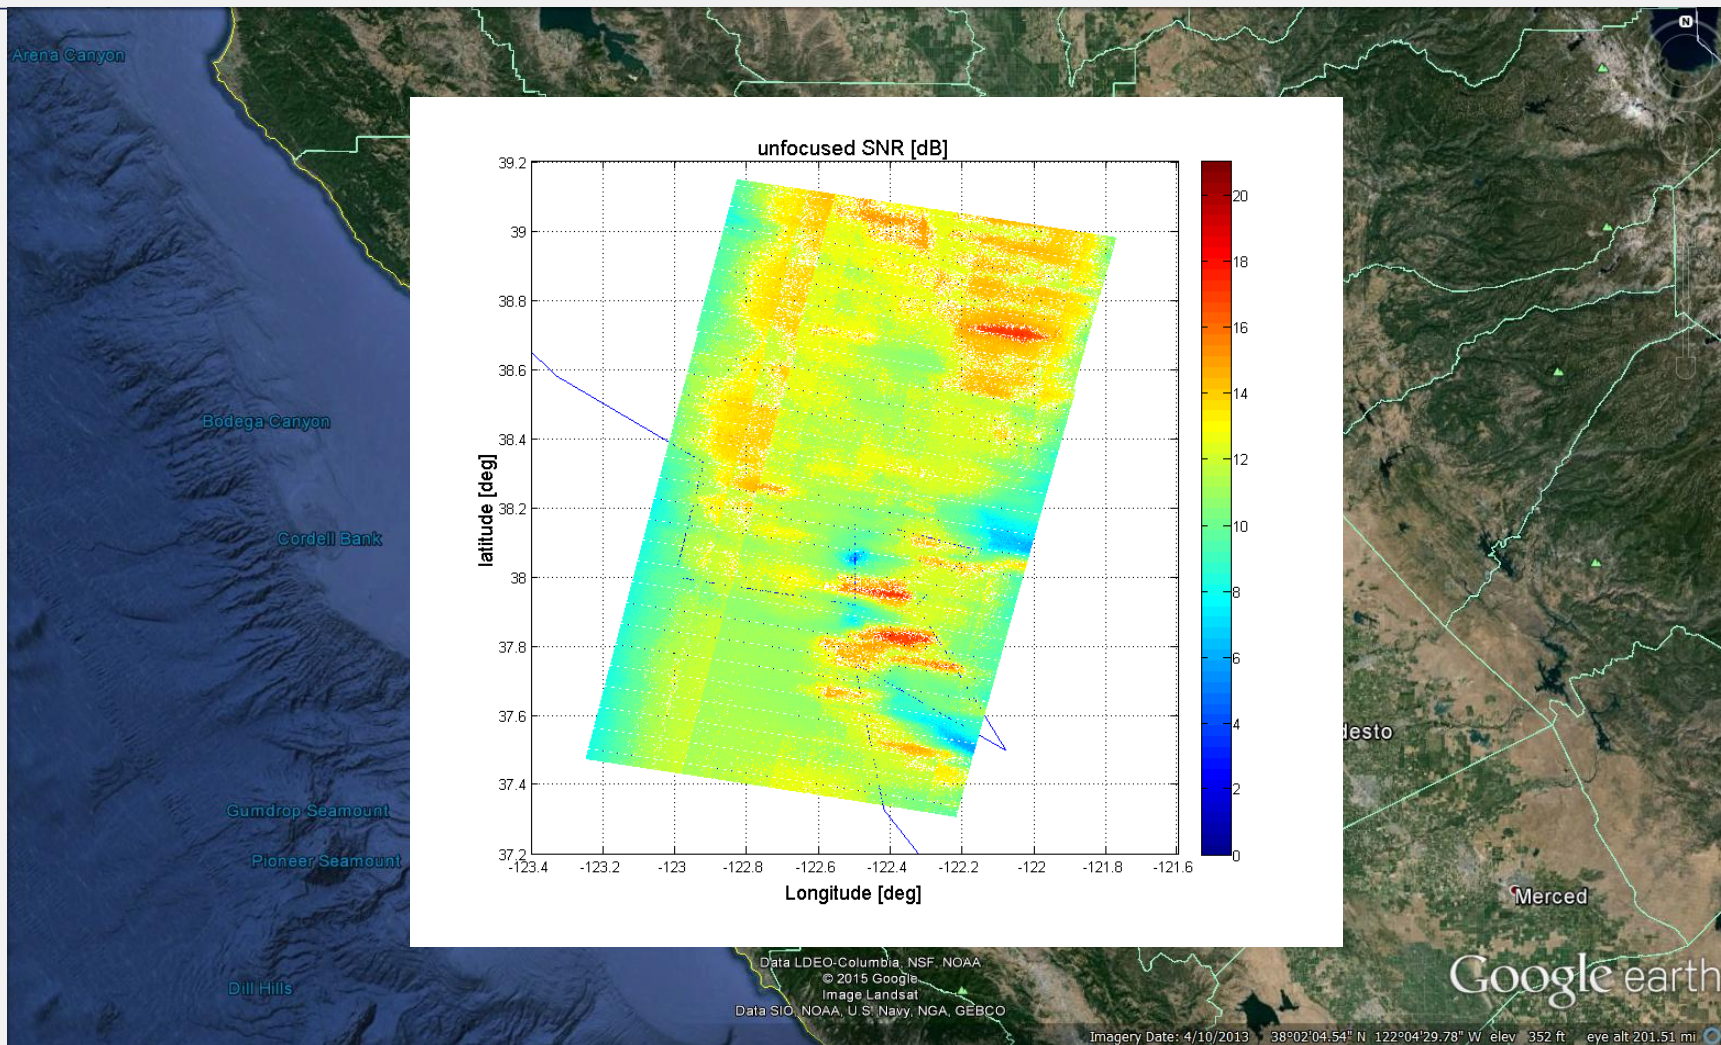 Arena Canyon
N
unfocused SNR [dB]
39.2
39
38.8
38.6
38.4
38.2
38
37.8
37.6
37.4
37.2
latitude [deg]
-123.4 -123.2 -123 -122.8 -122.6 -122.4 -122.2 -122 -121.8 -121.6
Longitude [deg]
20
18
16
14
12
10
8
6
4
2
0
Bodega Canyon
Cordell Bank
Gumdrop Seamount
Pioneer Seamount
Dill Hills
desto
Merced
Data LDEO-Columbia, NSF, NOAA
© 2015 Google
Image Landsat
Data SIO, NOAA, U.S. Navy, NGA, GEBCO
Google earth
Imagery Date: 4/10/2013 38°02'04.54" N 122°04'29.78" W elev 352 ft eye alt 201.51 mi